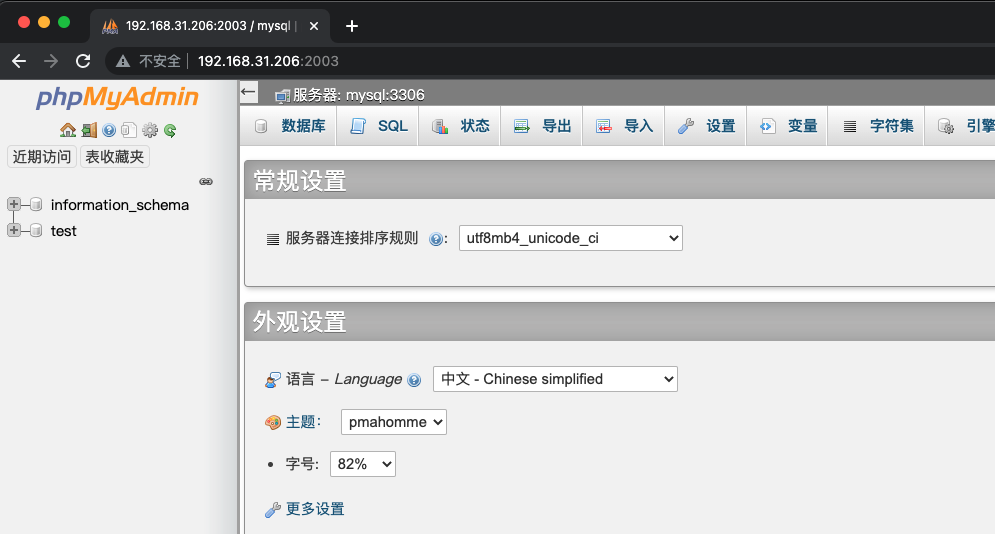 192.168.31.206:2003 / mysql |
不安全 192.168.31.206:2003
phpMyAdmin
近期访问 表收藏夹
information_schema
test
服务器: mysql:3306
数据库 SQL 状态 导出 导入 设置 变量 字符集 引擎
常规设置
服务器连接排序规则 : utf8mb4_unicode_ci
外观设置
语言 – Language 中文 - Chinese simplified
主题: pmahomme
字号: 82%
更多设置